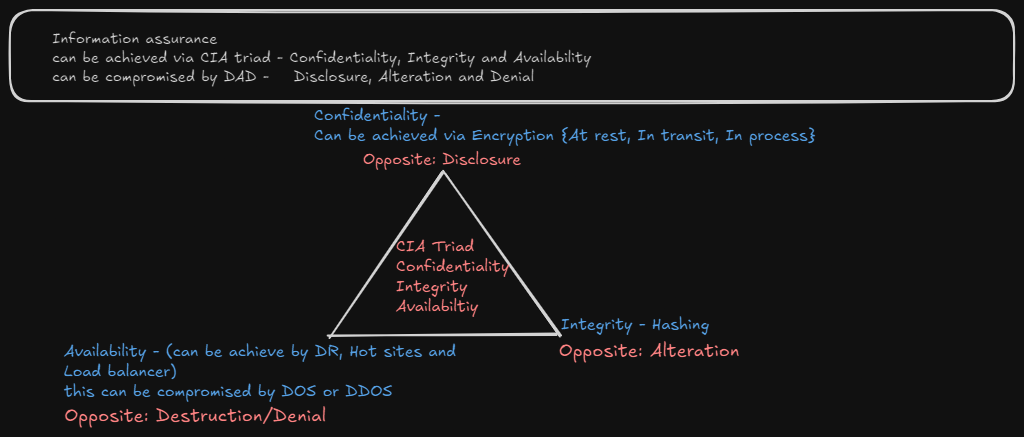 Information assurance
can be achieved via CIA triad - Confidentiality, Integrity and Availability
can be compromised by DAD - Disclosure, Alteration and Denial
Confidentiality -
Can be achieved via Encryption {At rest, In transit, In process}
Opposite: Disclosure
CIA Triad
Confidentiality
Integrity
Availabiltiy
Integrity - Hashing
Opposite: Alteration
Availability - (can be achieve by DR, Hot sites and
Load balancer)
this can be compromised by DOS or DDOS
Opposite: Destruction/Denial